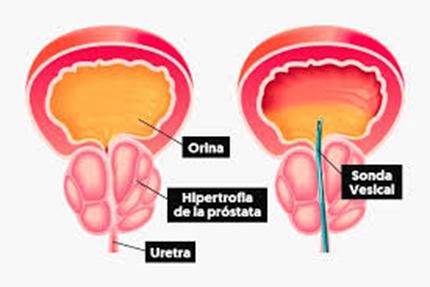 Orina
Hipertrofia
de la próstata
Uretra
Sonda
Vesical